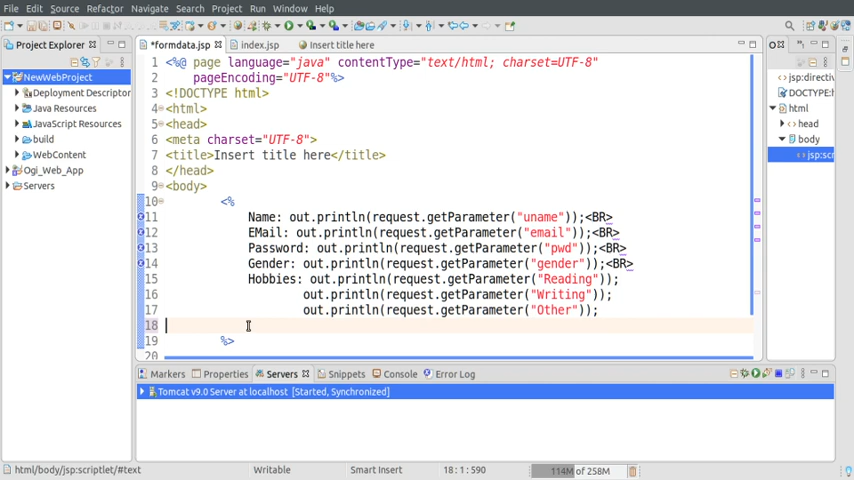 File Edit Source Refactor Navigate Search Project Run Window Help
Project Explorer
*formdata.jsp index.jsp Insert title here
NewWebProject
Deployment Descriptor
Java Resources
JavaScript Resources
build
WebContent
Ogi_Web_App
Servers
1 <%@ page language="java" contentType="text/html; charset=UTF-8"
2 pageEncoding="UTF-8"%>
3 <!DOCTYPE html>
4 <html>
5 <head>
6 <meta charset="UTF-8">
7 <title>Insert title here</title>
8 </head>
9 <body>
10 <%
11 Name: out.println(request.getParameter("uname"));<BR>
12 EMail: out.println(request.getParameter("email"));<BR>
13 Password: out.println(request.getParameter("pwd"));<BR>
14 Gender: out.println(request.getParameter("gender"));<BR>
15 Hobbies: out.println(request.getParameter("Reading"));
16 out.println(request.getParameter("Writing"));
17 out.println(request.getParameter("Other"));
18
19 %>
20
jsp:direc
DOCTYPE:h
html
head
body
jsp:scr
Markers Properties Servers Snippets Console Error Log
Tomcat v9.0 Server at localhost [Started, Synchronized]
html/body/jsp:scriptlet/#text Writable Smart Insert 18 : 1 : 590 114M of 258M